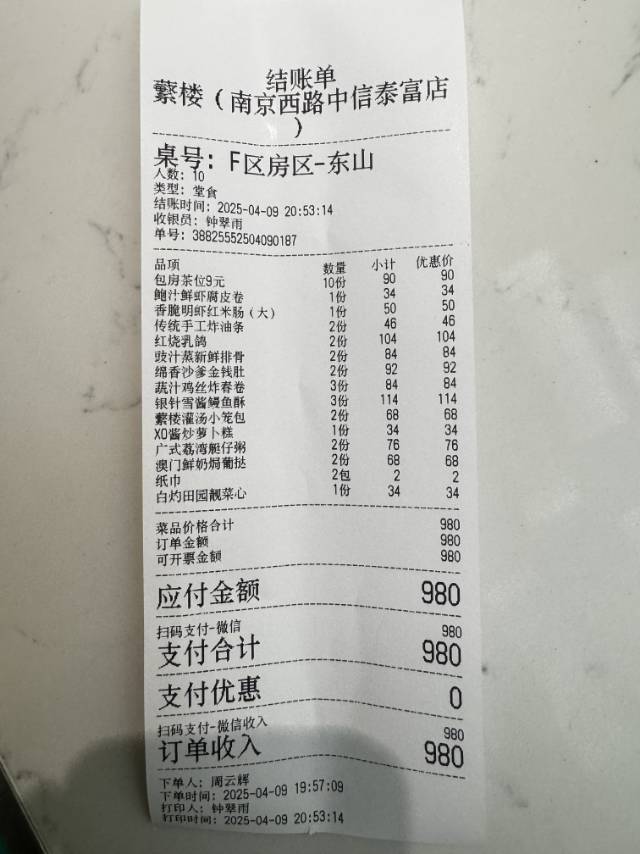 结账单
蘩楼（南京西路中信泰富店
）
桌号: F区房区-东山
人数: 10
类型: 堂食
结账时间: 2025-04-09 20:53:14
收银员: 钟翠雨
单号: 38825552504090187
品项 数量 小计 优惠价
包房茶位9元 10份 90 90
鲍汁鲜虾腐皮卷 1份 34 34
香脆明虾红米肠(大) 1份 50 50
传统手工炸油条 2份 46 46
红烧乳鸽 2份 104 104
豉汁蒸新鲜排骨 2份 84 84
绵香沙爹金钱肚 2份 92 92
蔬汁鸡丝炸春卷 3份 84 84
银针雪酱鳗鱼酥 3份 114 114
蘩楼灌汤小笼包 2份 68 68
XO酱炒萝卜糕 1份 34 34
广式荔湾艇仔粥 2份 76 76
澳门鲜奶焗葡挞 2份 68 68
纸巾 2包 2 2
白灼田园靓菜心 1份 34 34
菜品价格合计 980
订单金额 980
可开票金额 980
应付金额 980
扫码支付-微信 980
支付合计 980
支付优惠 0
扫码支付-微信收入 980
订单收入 980
下单人: 周云辉
下单时间: 2025-04-09 19:57:09
打印人: 钟翠雨
打印时间: 2025-04-09 20:53:14